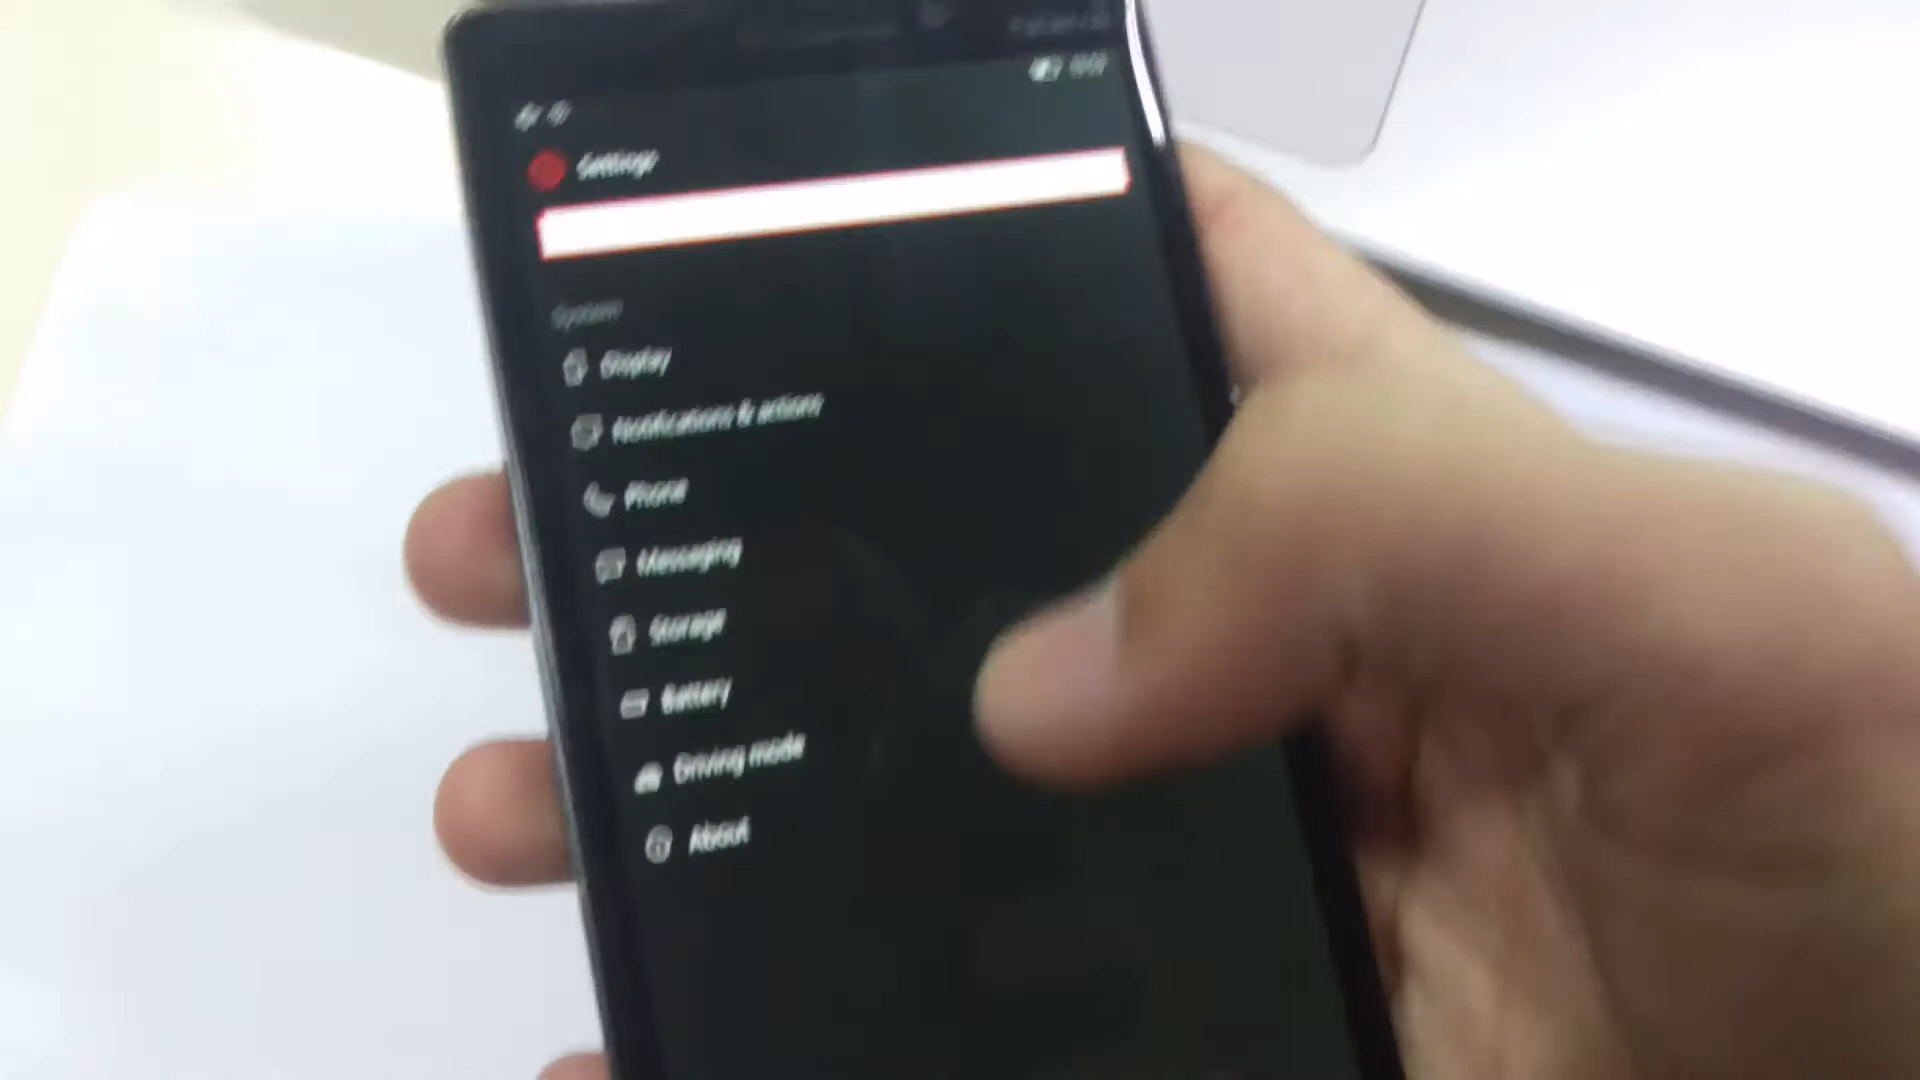 Settings
System
Display
Notifications & actions
Phone
Messaging
Storage
Battery
Driving mode
About